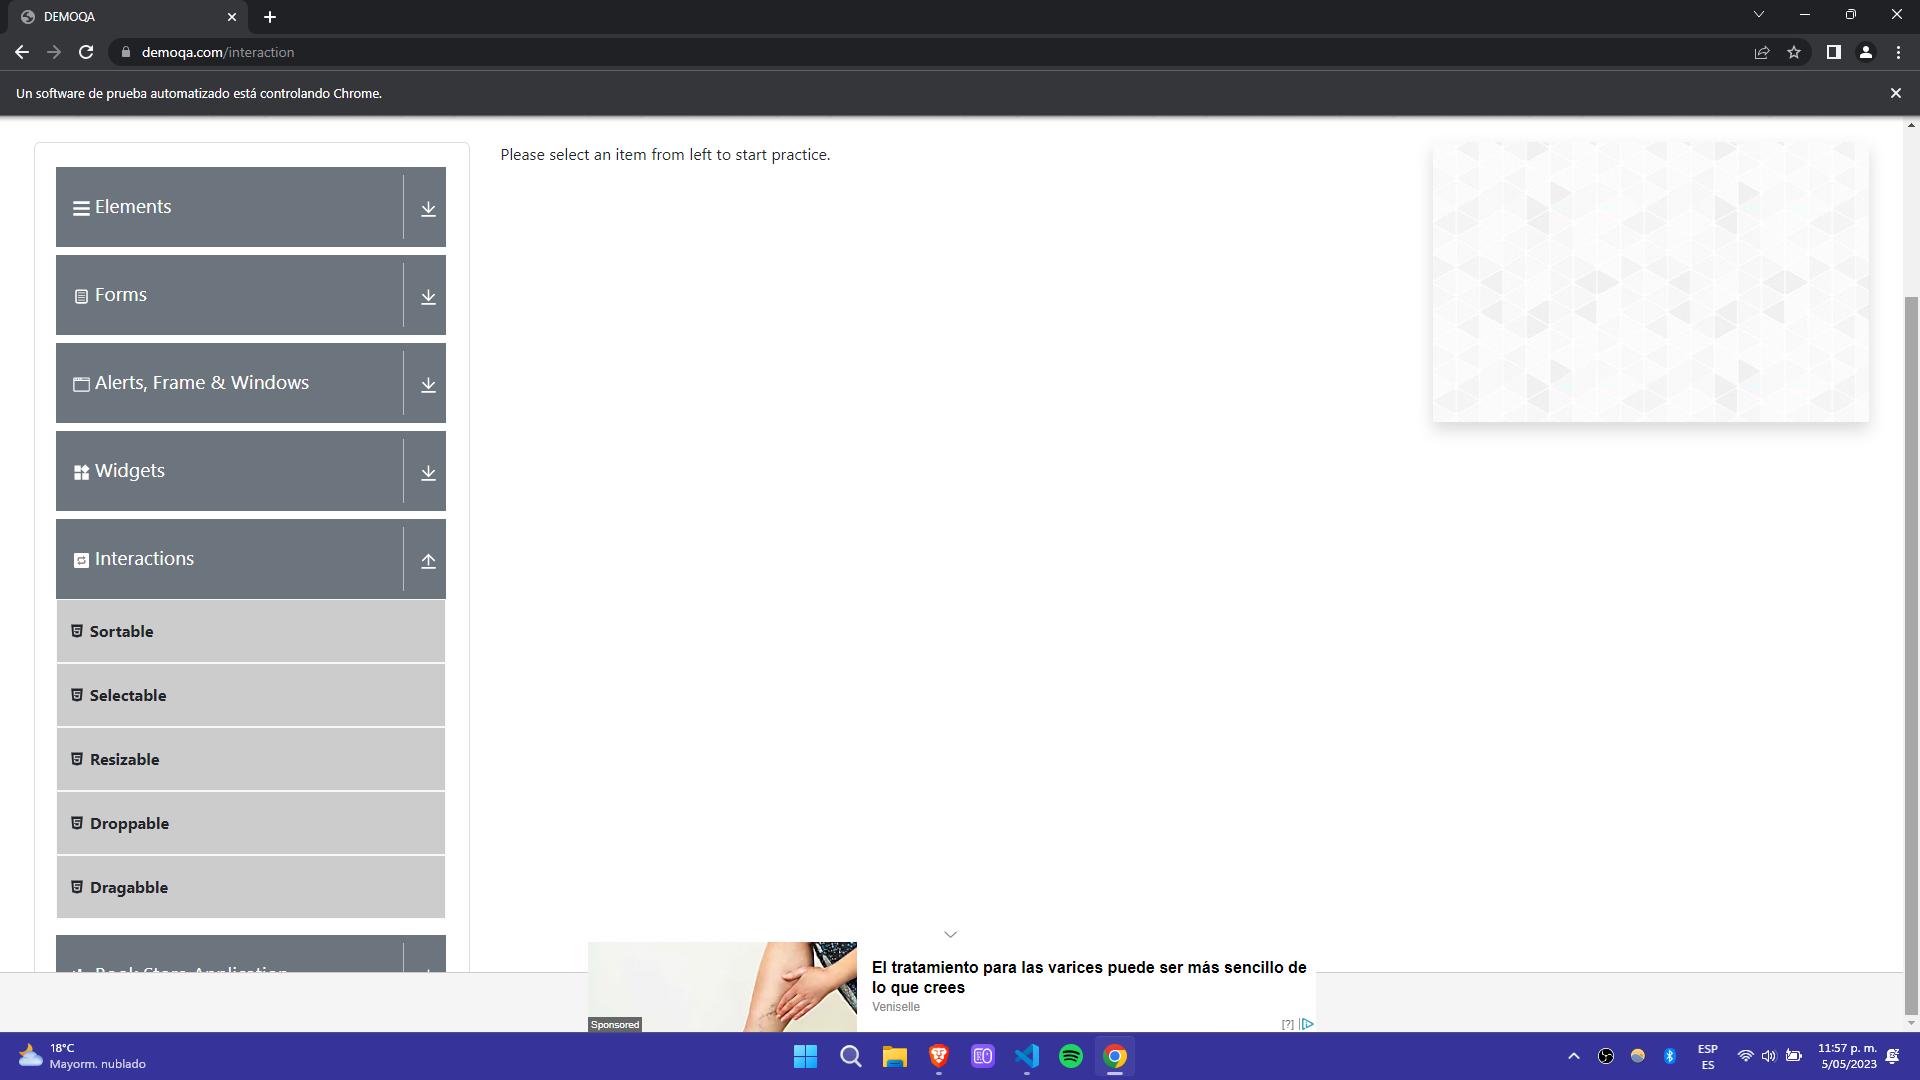 DEMOQA
demoqa.com/interaction
Un software de prueba automatizado está controlando Chrome.
Please select an item from left to start practice.
Elements
Forms
Alerts, Frame & Windows
Widgets
Interactions
Sortable
Selectable
Resizable
Droppable
Dragabble
Book Store Application
El tratamiento para las varices puede ser más sencillo de
lo que crees
Veniselle
Sponsored
[?]
18°C
Mayorm. nublado
ESP
ES
11:57 p. m.
5/05/2023